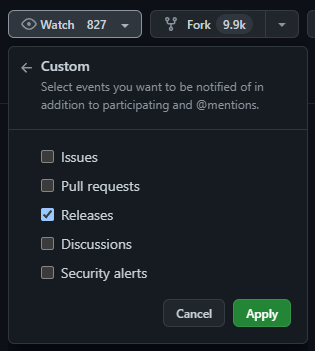 Watch 827 Fork 9.9k
Custom
Select events you want to be notified of in
addition to participating and @mentions.
Issues
Pull requests
Releases
Discussions
Security alerts
Cancel Apply